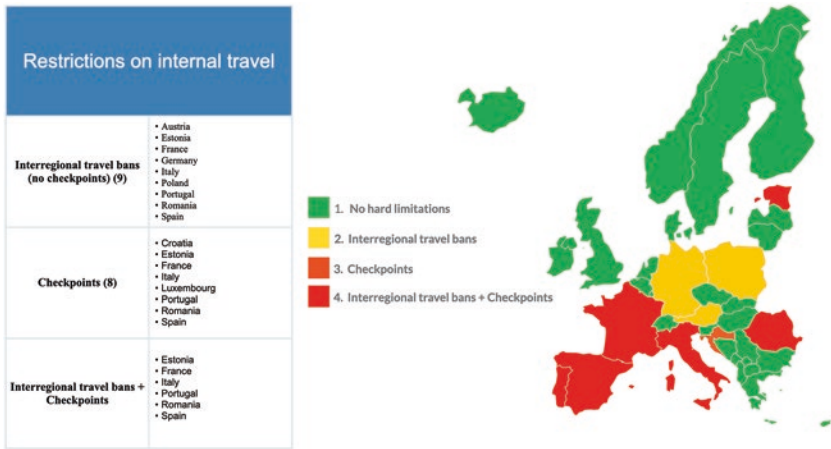 Restrictions on internal travel
Interregional travel bans
(no checkpoints) (9)
• Austria
• Estonia
• France
• Germany
• Italy
• Poland
• Portugal
• Romania
• Spain
Checkpoints (8)
• Croatia
• Estonia
• France
• Italy
• Luxembourg
• Portugal
• Romania
• Spain
Interregional travel bans +
Checkpoints
• Estonia
• France
• Italy
• Portugal
• Romania
• Spain
1. No hard limitations
2. Interregional travel bans
3. Checkpoints
4. Interregional travel bans + Checkpoints